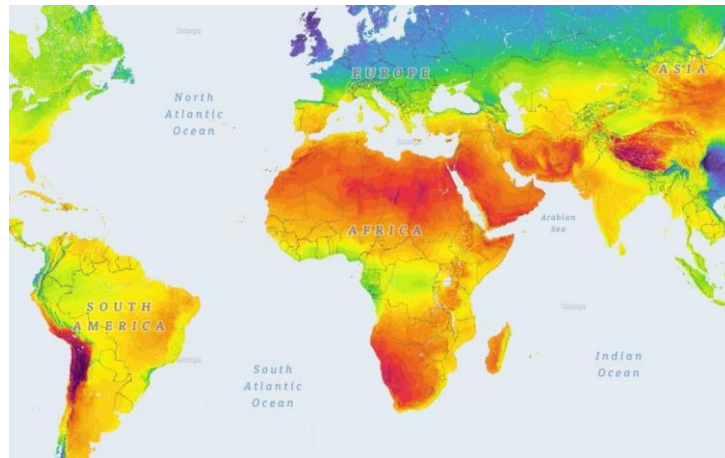 EUROPE
ASIA
North
Atlantic
Ocean
AFRICA
Arabian
Sea
SOUTH
AMERICA
South
Atlantic
Ocean
Indian
Ocean